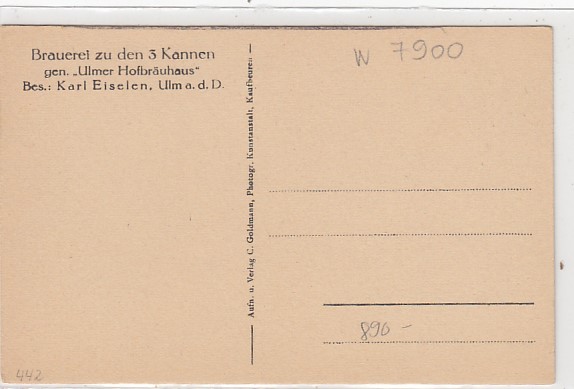 Brauerei zu den 3 Kannen
gen. „Ulmer Hofbräuhaus“
Bes.: Karl Eiselen, Ulm a. d. D.
W 7900
Aufn. u. Verlag C. Goldmann, Photogr. Kunstanstalt, Kaufbeuren
890 -
442